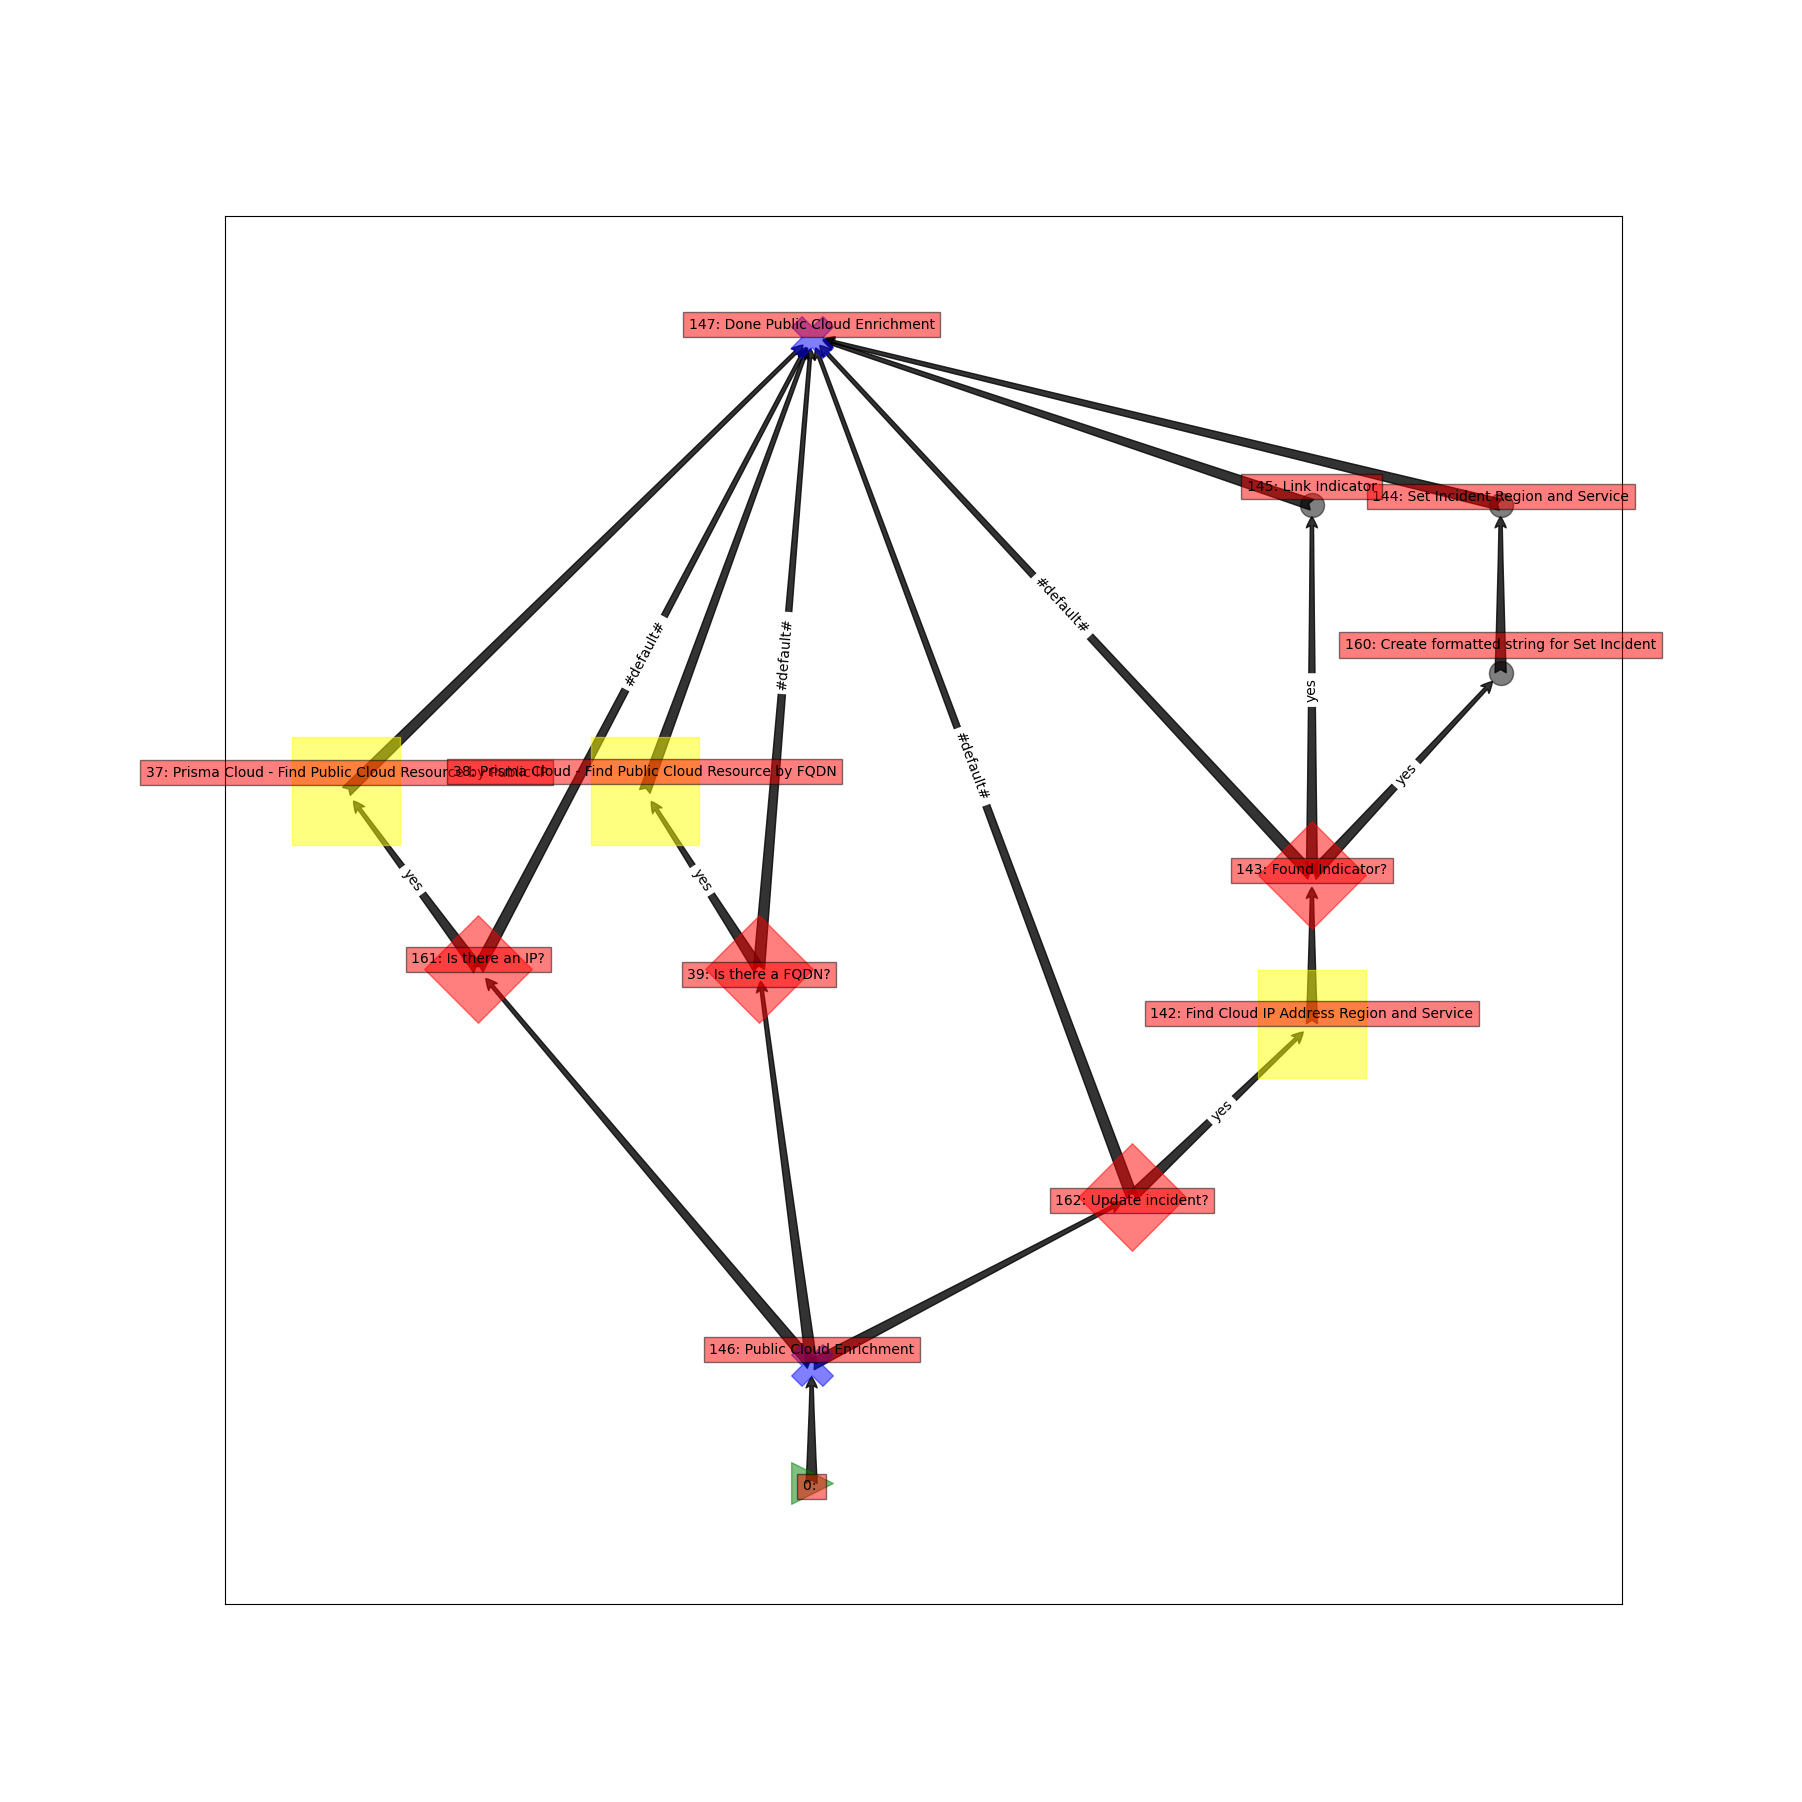 147: Done Public Cloud Enrichment
145: Link Indicator
144: Set Incident Region and Service
#default#
#default#
#default#
160: Create formatted string for Set Incident
yes
#default#
37: Prisma Cloud - Find Public Cloud Resource by Public IP
38: Prisma Cloud - Find Public Cloud Resource by FQDN
yes
yes
yes
143: Found Indicator?
161: Is there an IP?
39: Is there a FQDN?
142: Find Cloud IP Address Region and Service
yes
162: Update incident?
146: Public Cloud Enrichment
0: